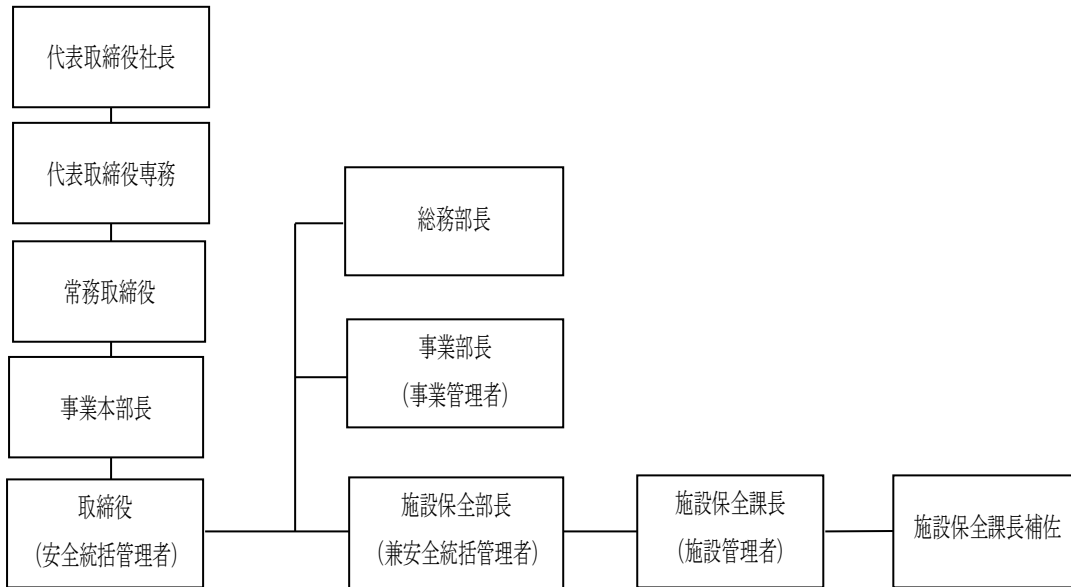 代表取締役社長
代表取締役専務
常務取締役
事業本部長
取締役
(安全統括管理者)
総務部長
事業部長
(事業管理者)
施設保全部長
(兼安全統括管理者)
施設保全課長
(施設管理者)
施設保全課長補佐